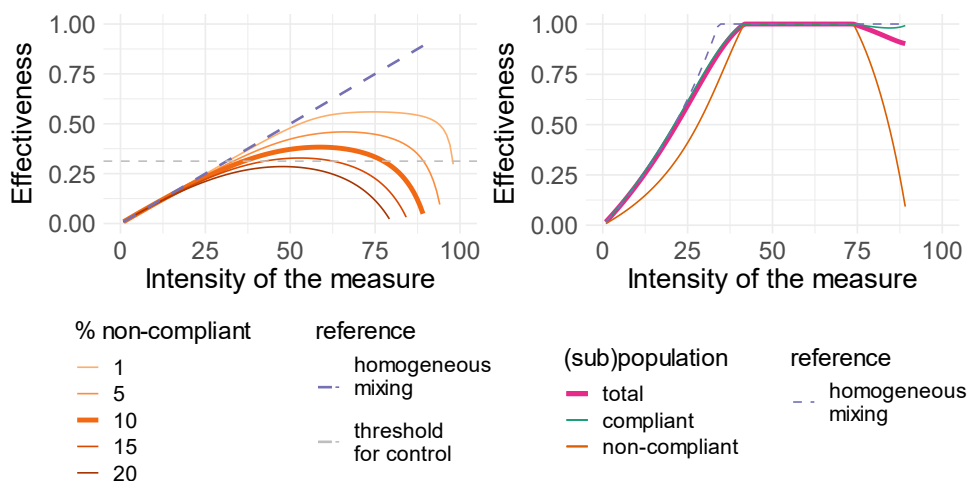 1.00
0.75
0.50
0.25
0.00
Effectiveness
0 25 50 75 100
Intensity of the measure
% non-compliant
1
5
10
15
20
reference
homogeneous
mixing
threshold
for control
1.00
0.75
0.50
0.25
0.00
Effectiveness
0 25 50 75 100
Intensity of the measure
(sub)population
total
compliant
non-compliant
reference
homogeneous
mixing